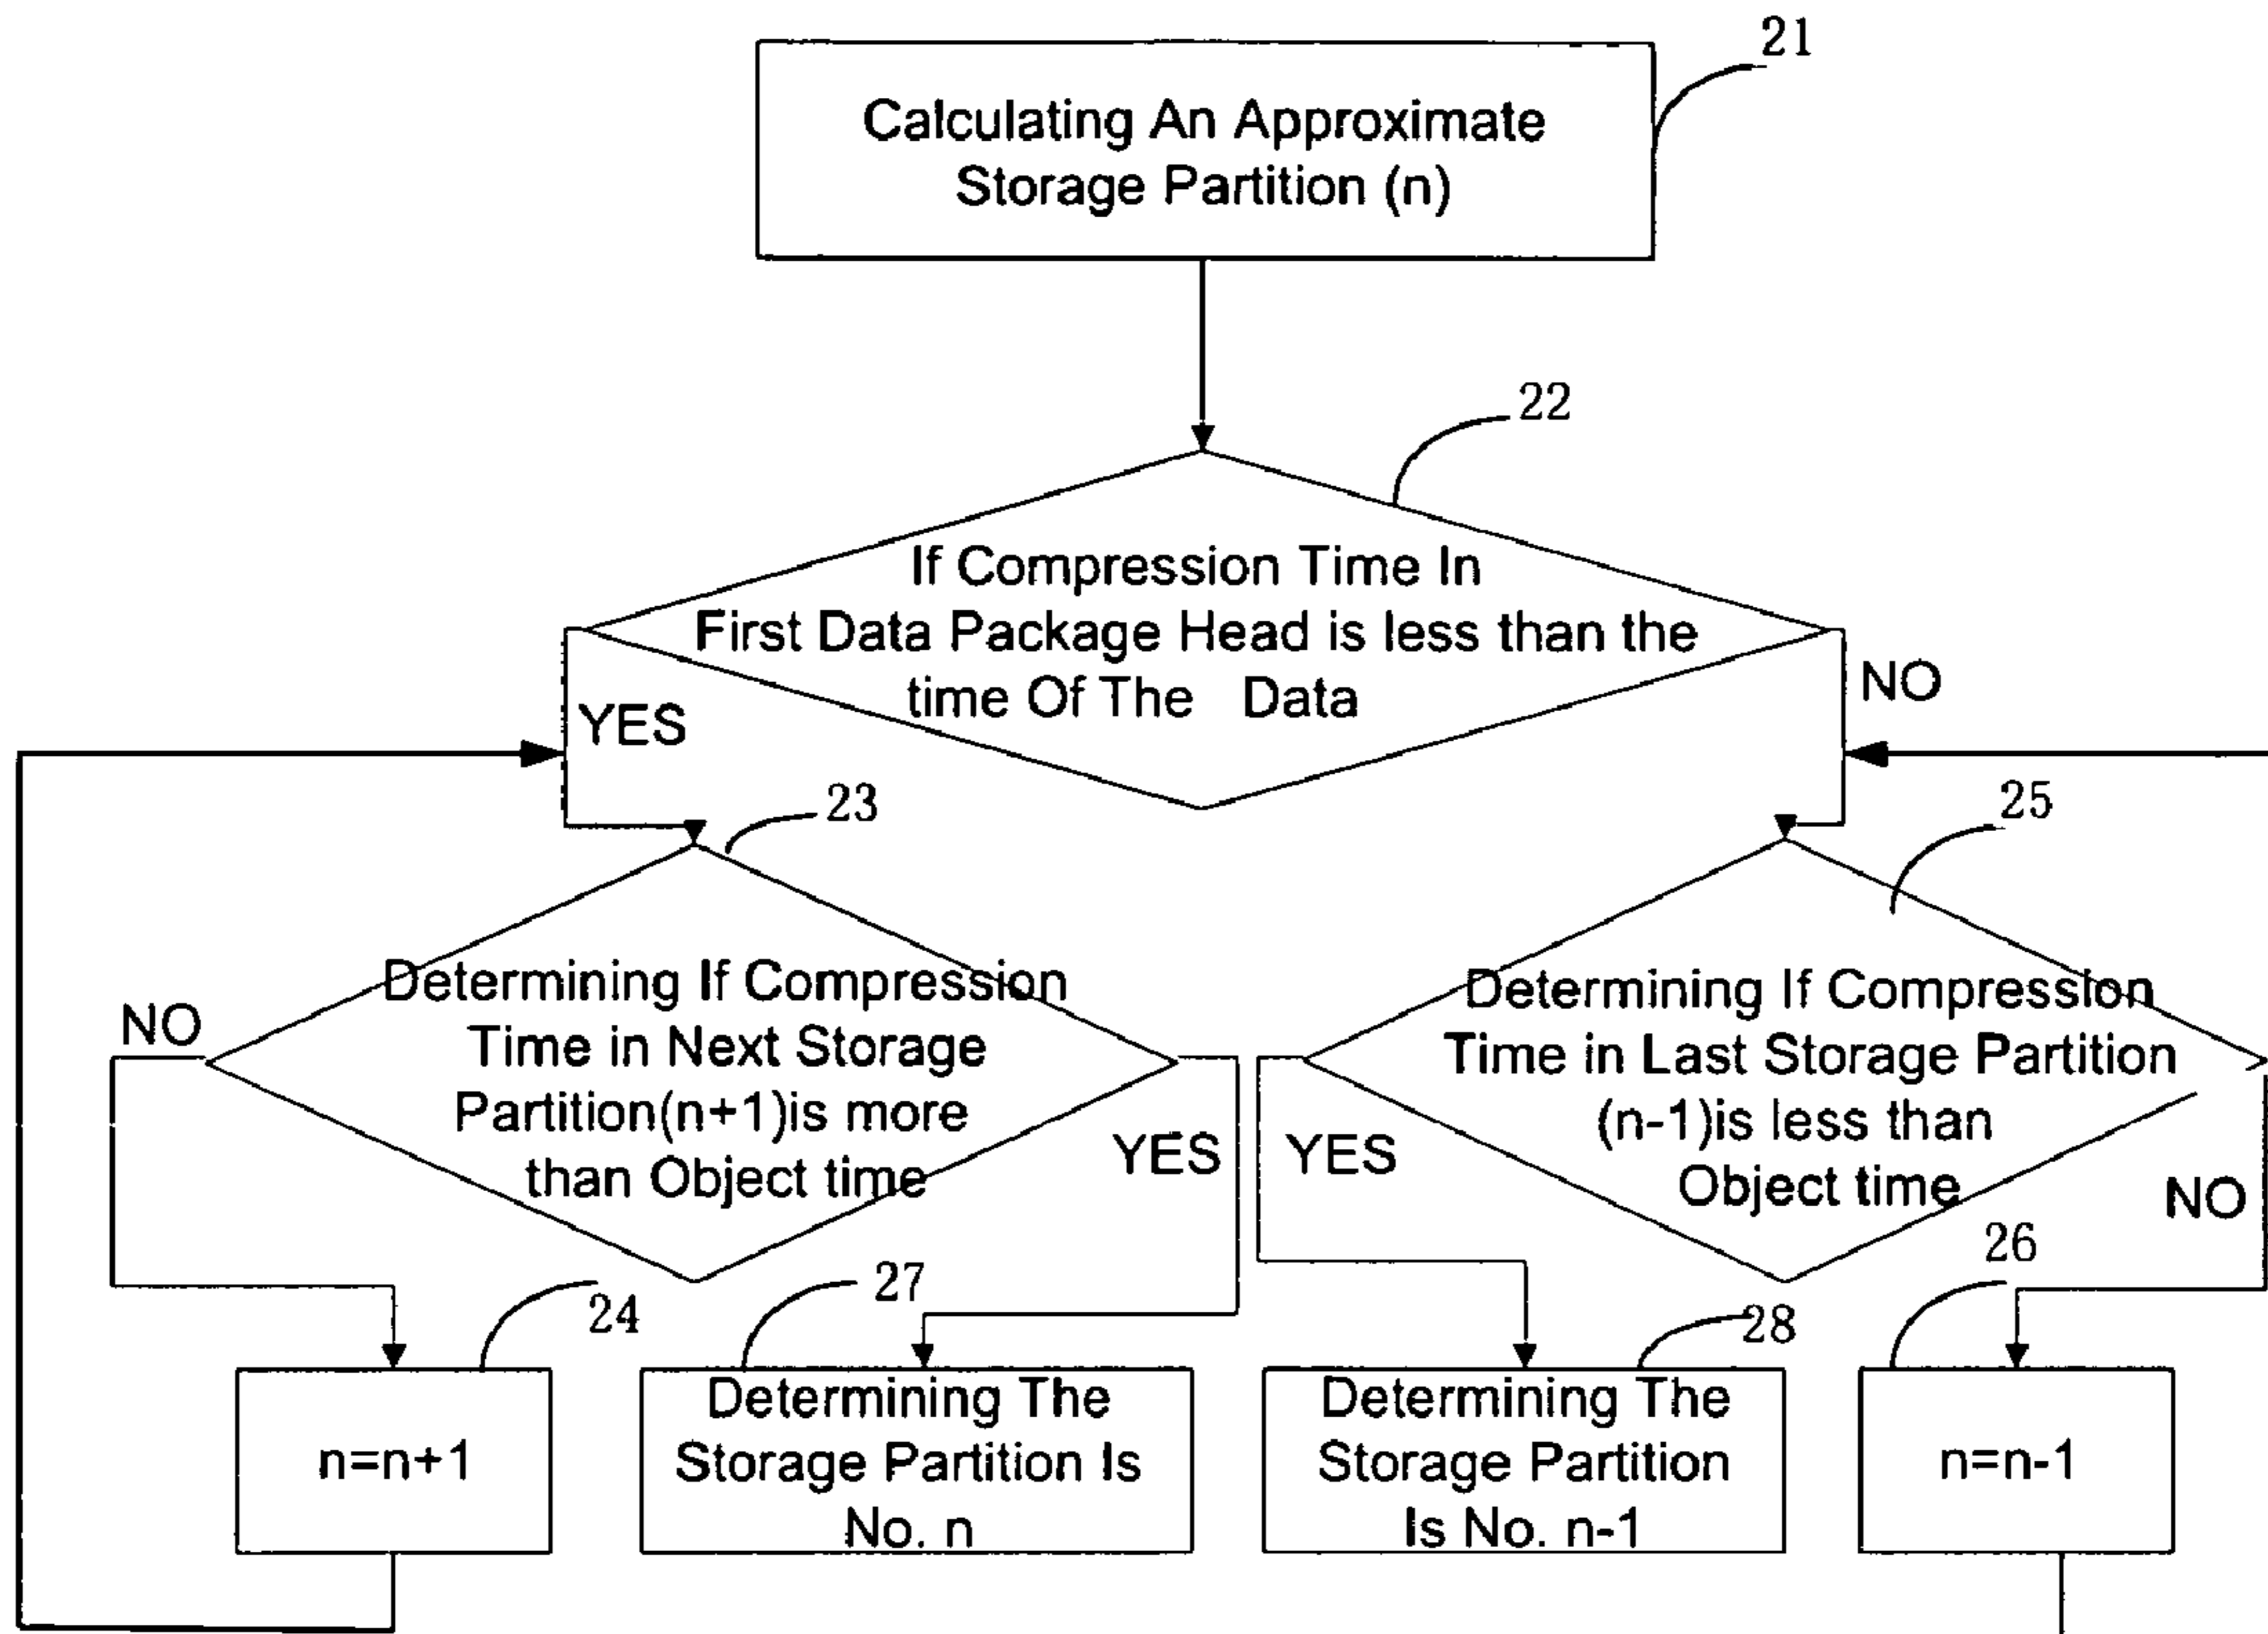 21
Calculating An Approximate
Storage Partition (n)
22
If Compression Time In
First Data Package Head is less than the
time Of The Data
YES
NO
23
25
Determining If Compression
Time in Next Storage
Partition(n+1)is more
than Object time
NO
YES
Determining If Compression
Time in Last Storage Partition
(n-1)is less than
Object time
YES
NO
24
27
28
26
n=n+1
Determining The
Storage Partition Is
No. n
Determining The
Storage Partition
Is No. n-1
n=n-1